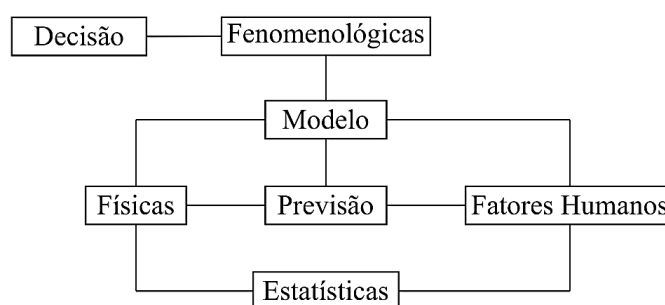 Decisão
Fenomenológicas
Modelo
Físicas
Previsão
Fatores Humanos
Estatísticas